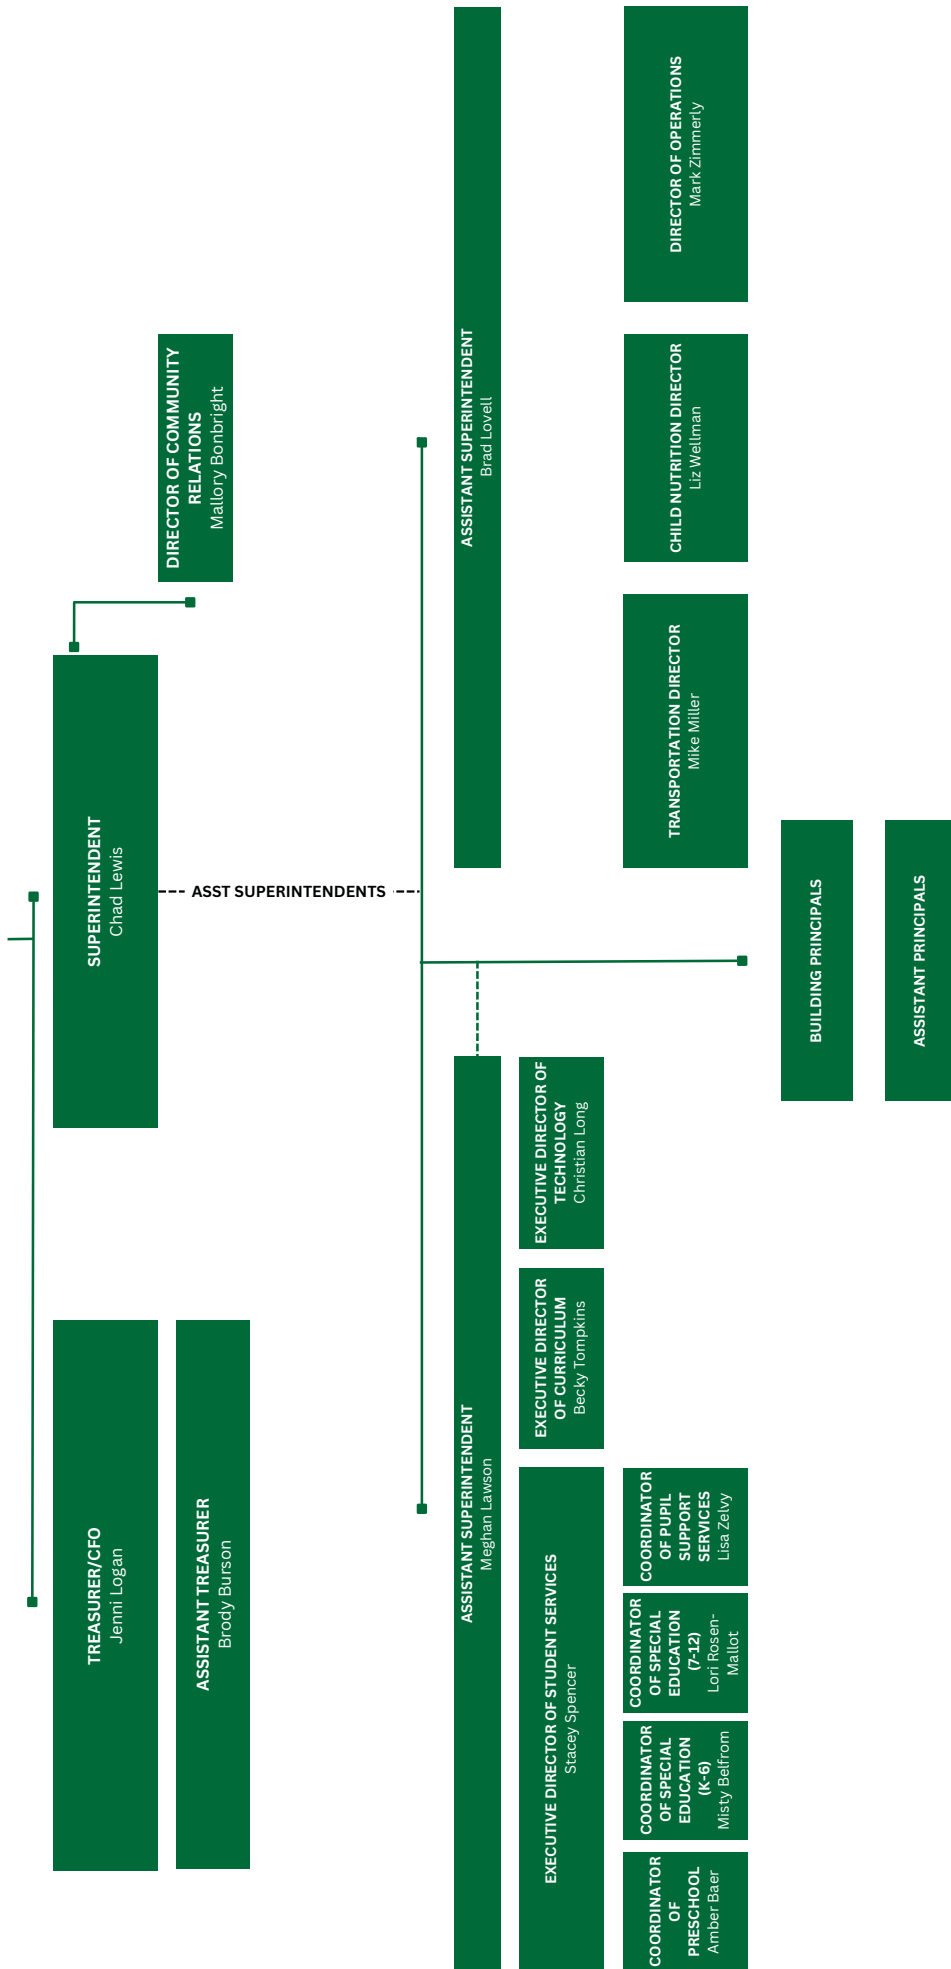 TREASURER/CFO
Jenni Logan
ASSISTANT TREASURER
Brody Burson
SUPERINTENDENT
Chad Lewis
DIRECTOR OF COMMUNITY
RELATIONS
Mallory Bonbright
ASST SUPERINTENDENTS
ASSISTANT SUPERINTENDENT
Meghan Lawson
ASSISTANT SUPERINTENDENT
Brad Lovell
EXECUTIVE DIRECTOR OF STUDENT SERVICES
Stacey Spencer
EXECUTIVE DIRECTOR
OF CURRICULUM
Becky Tompkins
EXECUTIVE DIRECTOR OF
TECHNOLOGY
Christian Long
COORDINATOR
OF
PRESCHOOL
Amber Baer
COORDINATOR
OF SPECIAL
EDUCATION
(K-6)
Misty Belfrom
COORDINATOR
OF SPECIAL
EDUCATION
(7-12)
Lori Rosen-
Mallot
COORDINATOR
OF PUPIL
SUPPORT
SERVICES
Lisa Zelvy
TRANSPORTATION DIRECTOR
Mike Miller
CHILD NUTRITION DIRECTOR
Liz Wellman
DIRECTOR OF OPERATIONS
Mark Zimmerly
BUILDING PRINCIPALS
ASSISTANT PRINCIPALS